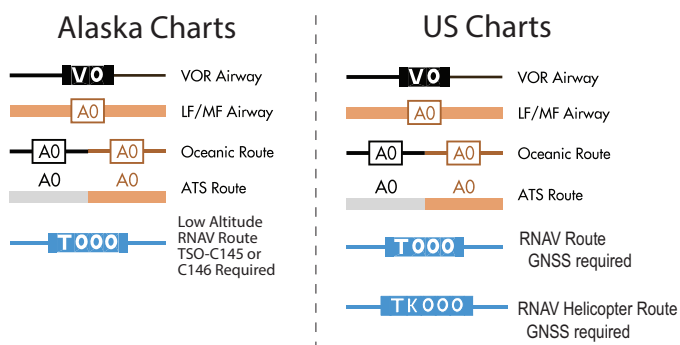 Alaska Charts
V0
VOR Airway
A0
LF/MF Airway
A0 A0
Oceanic Route
A0 A0
ATS Route
T000
Low Altitude
RNAV Route
TSO-C145 or
C146 Required
US Charts
V0
VOR Airway
A0
LF/MF Airway
A0 A0
Oceanic Route
A0 A0
ATS Route
T000
RNAV Route
GNSS required
TK000
RNAV Helicopter Route
GNSS required